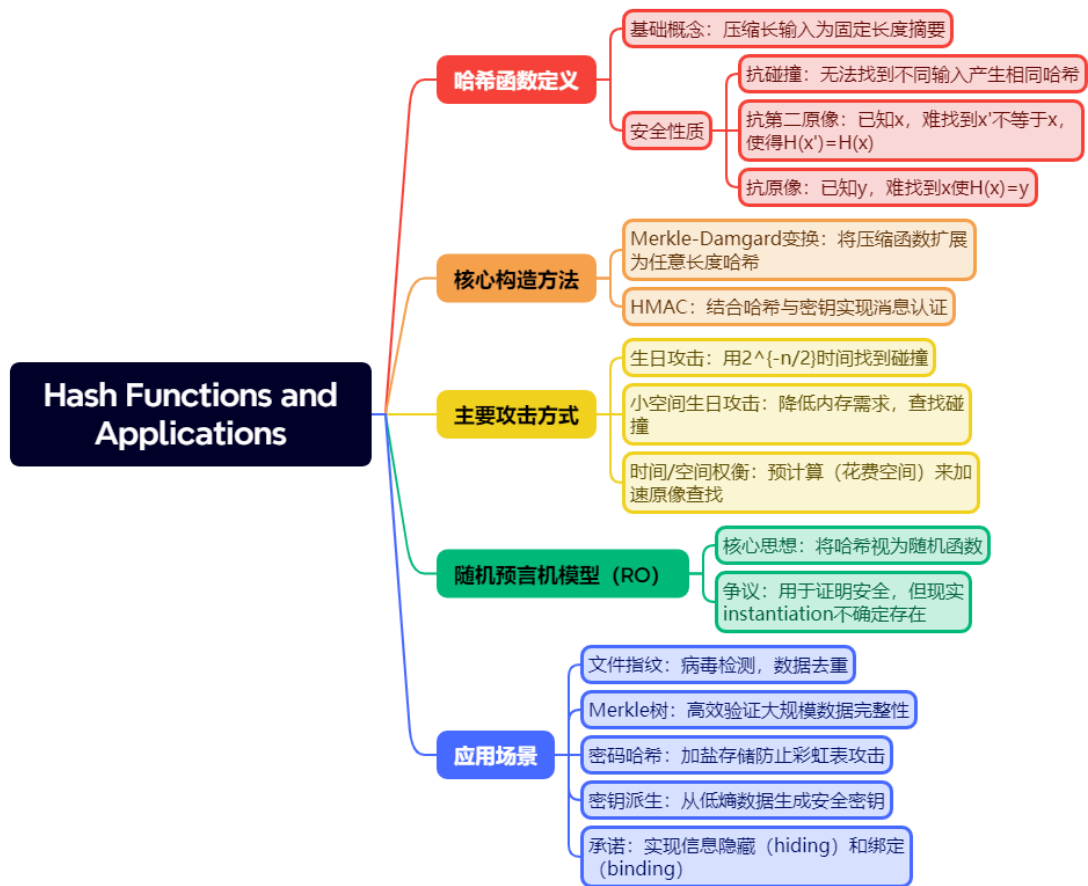 Hash Functions and
Applications
哈希函数定义
基础概念：压缩长输入为固定长度摘要
安全性质
抗碰撞：无法找到不同输入产生相同哈希
抗第二原像：已知x，难找到x'不等于x，
使得H(x')=H(x)
抗原像：已知y，难找到x使H(x)=y
核心构造方法
Merkle-Damgard变换：将压缩函数扩展
为任意长度哈希
HMAC：结合哈希与密钥实现消息认证
主要攻击方式
生日攻击：用2^{-n/2}时间找到碰撞
小空间生日攻击：降低内存需求，查找碰
撞
时间/空间权衡：预计算（花费空间）来加
速原像查找
随机预言机模型（RO）
核心思想：将哈希视为随机函数
争议：用于证明安全，但现实
instantiation不确定存在
应用场景
文件指纹：病毒检测，数据去重
Merkle树：高效验证大规模数据完整性
密码哈希：加盐存储防止彩虹表攻击
密钥派生：从低熵数据生成安全密钥
承诺：实现信息隐藏（hiding）和绑定
（binding）